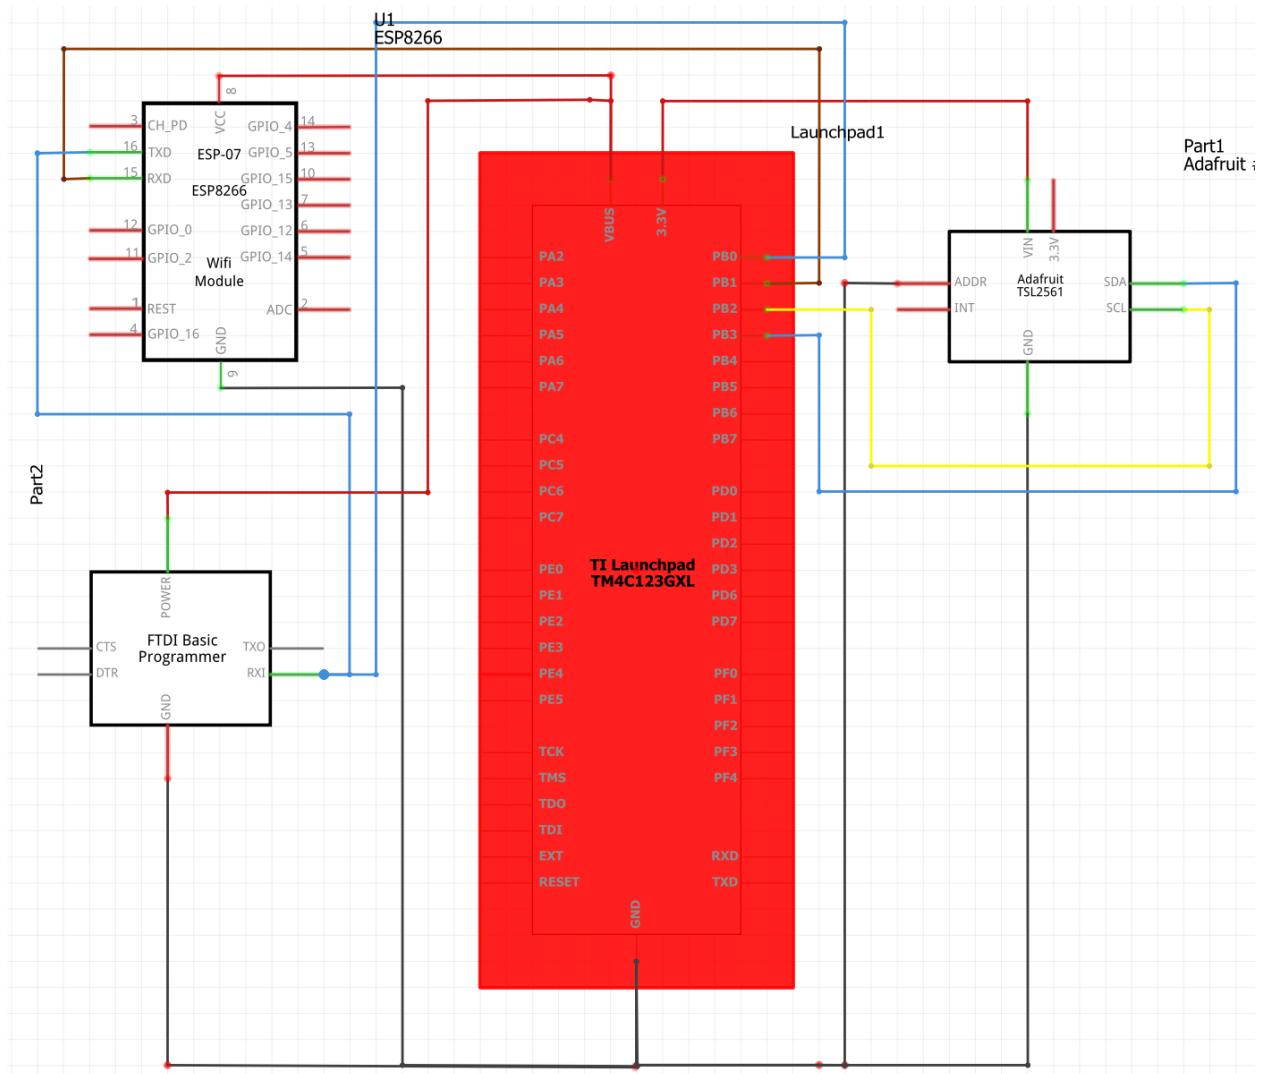 U1
ESP8266
8
VCC
3
CH_PD
16
TXD
15
RXD
12
GPIO_0
11
GPIO_2
1
REST
4
GPIO_16
ESP-07
ESP8266
Wifi
Module
GPIO_4
14
GPIO_5
13
GPIO_15
10
GPIO_13
7
GPIO_12
6
GPIO_14
5
ADC
2
GND
9
Launchpad1
VBUS
3.3V
PA2
PA3
PA4
PA5
PA6
PA7
PC4
PC5
PC6
PC7
PE0
PE1
PE2
PE3
PE4
PE5
TCK
TMS
TDO
TDI
EXT
RESET
TI Launchpad
TM4C123GXL
PB0
PB1
PB2
PB3
PB4
PB5
PB6
PB7
PD0
PD1
PD2
PD3
PD6
PD7
PF0
PF1
PF2
PF3
PF4
RXD
TXD
GND
Part1
Adafruit
VIN
3.3V
ADDR
INT
Adafruit
TSL2561
SDA
SCL
GND
Part2
POWER
CTS
DTR
FTDI Basic
Programmer
TXO
RXI
GND